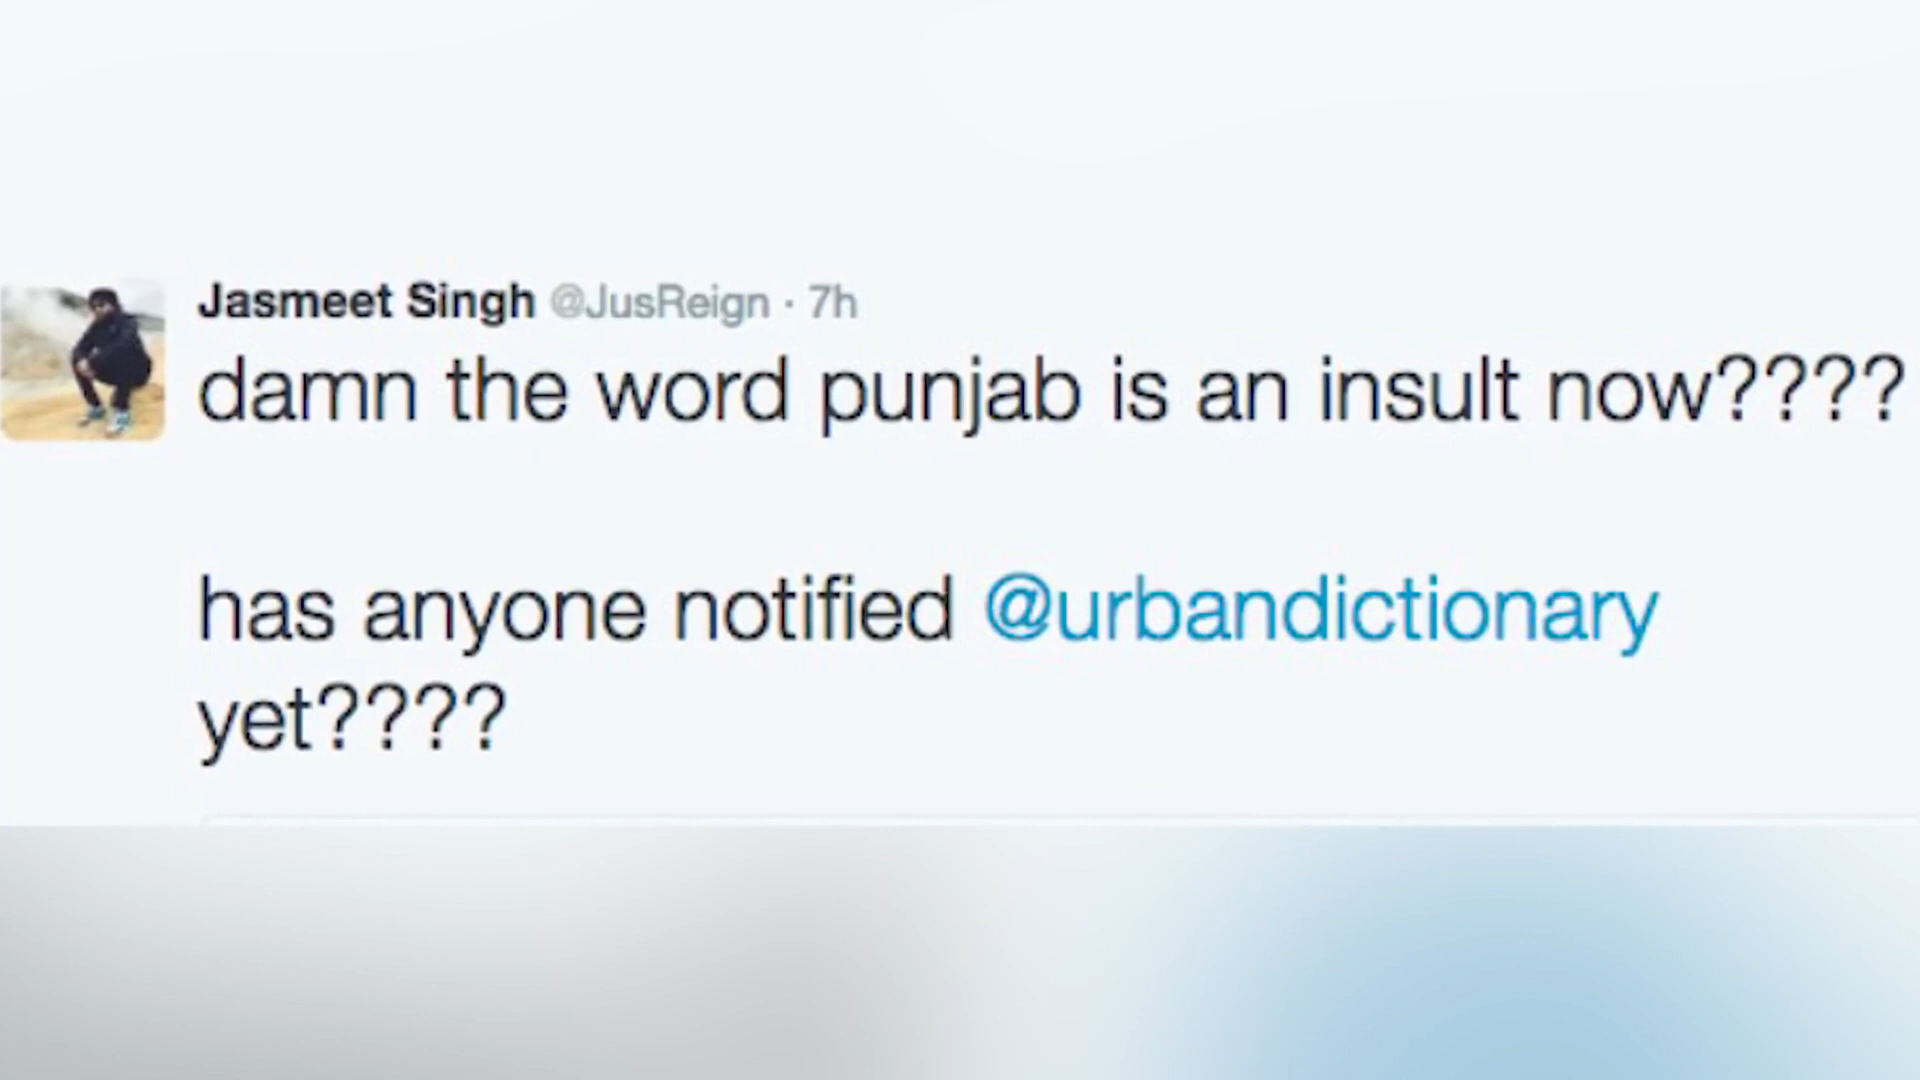 Jasmeet Singh @JusReign · 7h
damn the word punjab is an insult now????
has anyone notified @urbandictionary
yet????